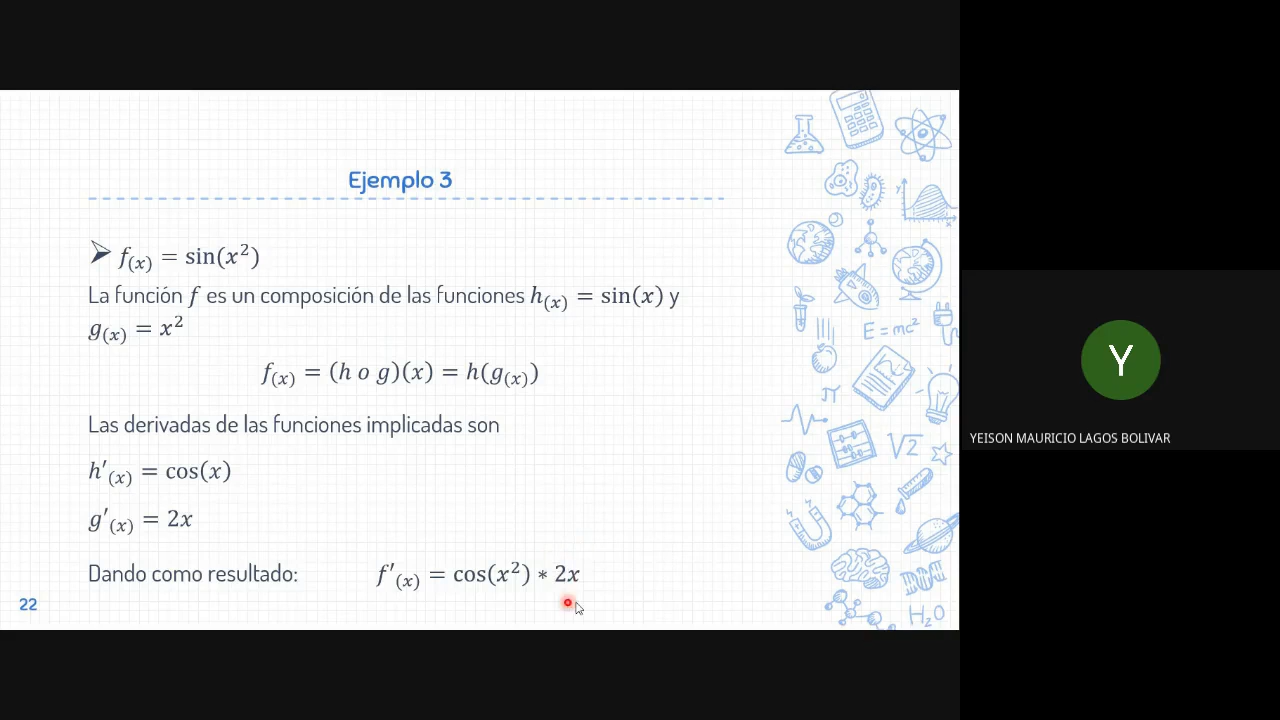 Ejemplo 3
➢ f(x) = sin(x²)
La función f es un composición de las funciones h(x) = sin(x) y
g(x) = x²
f(x) = (h o g)(x) = h(g(x))
Las derivadas de las funciones implicadas son
h'(x) = cos(x)
g'(x) = 2x
Dando como resultado: f'(x) = cos(x²) * 2x
22
E = mc²
π
√2
H₂O
y
x
Y
YEISON MAURICIO LAGOS BOLIVAR